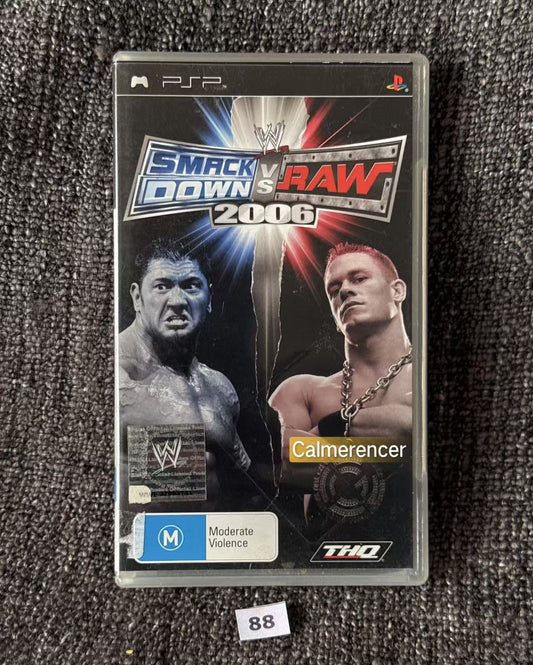 PSP
W
SMACK
DOWN VS RAW
2006
Calmerencer
W
M
Moderate
Violence
THQ
88